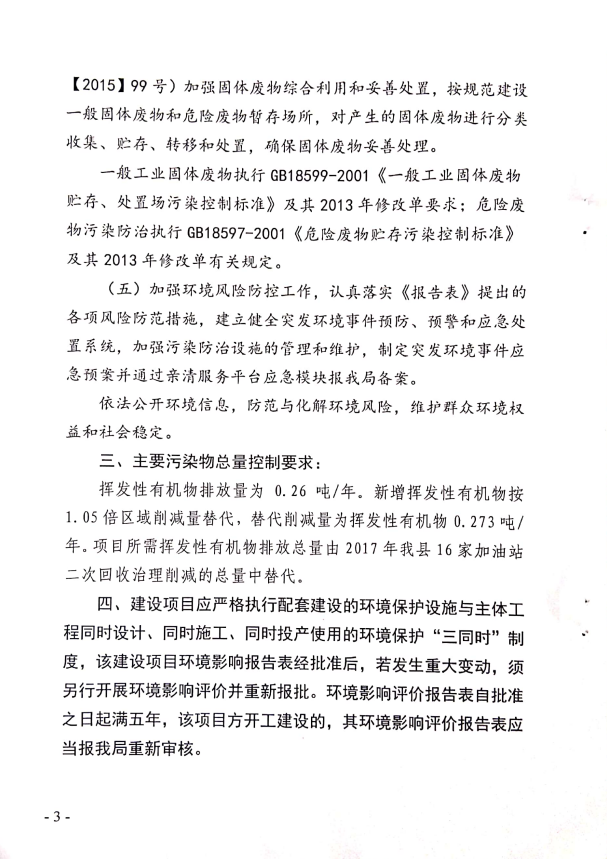 【2015】99 号）加强固体废物综合利用和妥善处置，按规范建设
一般固体废物和危险废物暂存场所，对产生的固体废物进行分类
收集、贮存、转移和处置，确保固体废物妥善处理。
一般工业固体废物执行 GB18599-2001《一般工业固体废物
贮存、处置场污染控制标准》及其 2013 年修改单要求；危险废
物污染防治执行 GB18597-2001《危险废物贮存污染控制标准》
及其 2013 年修改单有关规定。
（五）加强环境风险防控工作，认真落实《报告表》提出的
各项风险防范措施，建立健全突发环境事件预防、预警和应急处
置系统，加强污染防治设施的管理和维护，制定突发环境事件应
急预案并通过亲清服务平台应急模块报我局备案。
依法公开环境信息，防范与化解环境风险，维护群众环境权
益和社会稳定。
三、主要污染物总量控制要求：
挥发性有机物排放量为 0.26 吨/年。新增挥发性有机物按
1.05 倍区域削减量替代，替代削减量为挥发性有机物 0.273 吨/
年。项目所需挥发性有机物排放总量由 2017 年我县 16 家加油站
二次回收治理削减的总量中替代。
四、建设项目应严格执行配套建设的环境保护设施与主体工
程同时设计、同时施工、同时投产使用的环境保护“三同时”制
度，该建设项目环境影响报告表经批准后，若发生重大变动，须
另行开展环境影响评价并重新报批。环境影响评价报告表自批准
之日起满五年，该项目方开工建设的，其环境影响评价报告表应
当报我局重新审核。
- 3 -